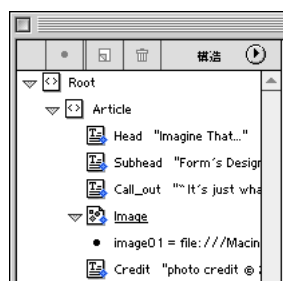 構造
Root
Article
Head "Imagine That..."
Subhead "Form's Design
Call_out "~It's just wha
Image
image01 = file:///Macin
Credit "photo credit ©